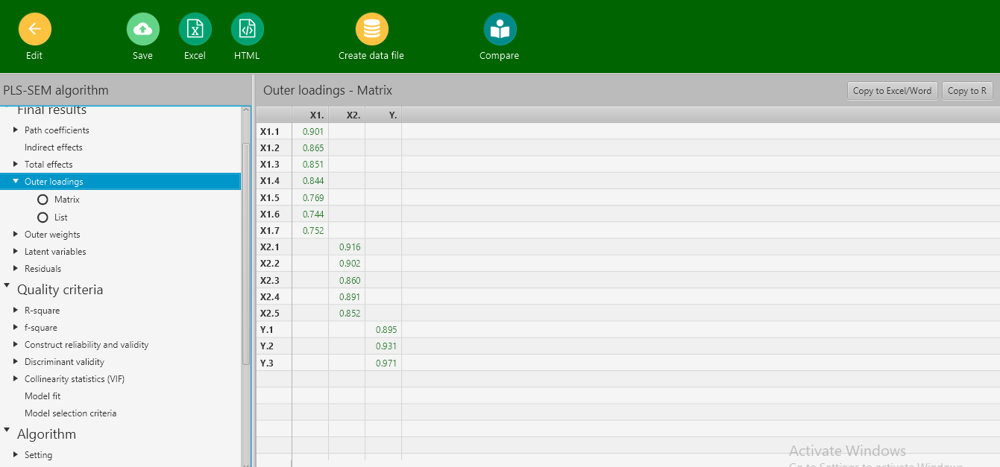 Edit Save Excel HTML Create data file Compare
PLS-SEM algorithm
Final results
Path coefficients
Indirect effects
Total effects
Outer loadings
Matrix
List
Outer weights
Latent variables
Residuals
Quality criteria
R-square
f-square
Construct reliability and validity
Discriminant validity
Collinearity statistics (VIF)
Model fit
Model selection criteria
Algorithm
Setting
Outer loadings - Matrix Copy to Excel/Word Copy to R
X1. X2. Y.
X1.1 0.901
X1.2 0.865
X1.3 0.851
X1.4 0.844
X1.5 0.769
X1.6 0.744
X1.7 0.752
X2.1 0.916
X2.2 0.902
X2.3 0.860
X2.4 0.891
X2.5 0.852
Y.1 0.895
Y.2 0.931
Y.3 0.971
Activate Windows
Go to Settings to activate Windows.